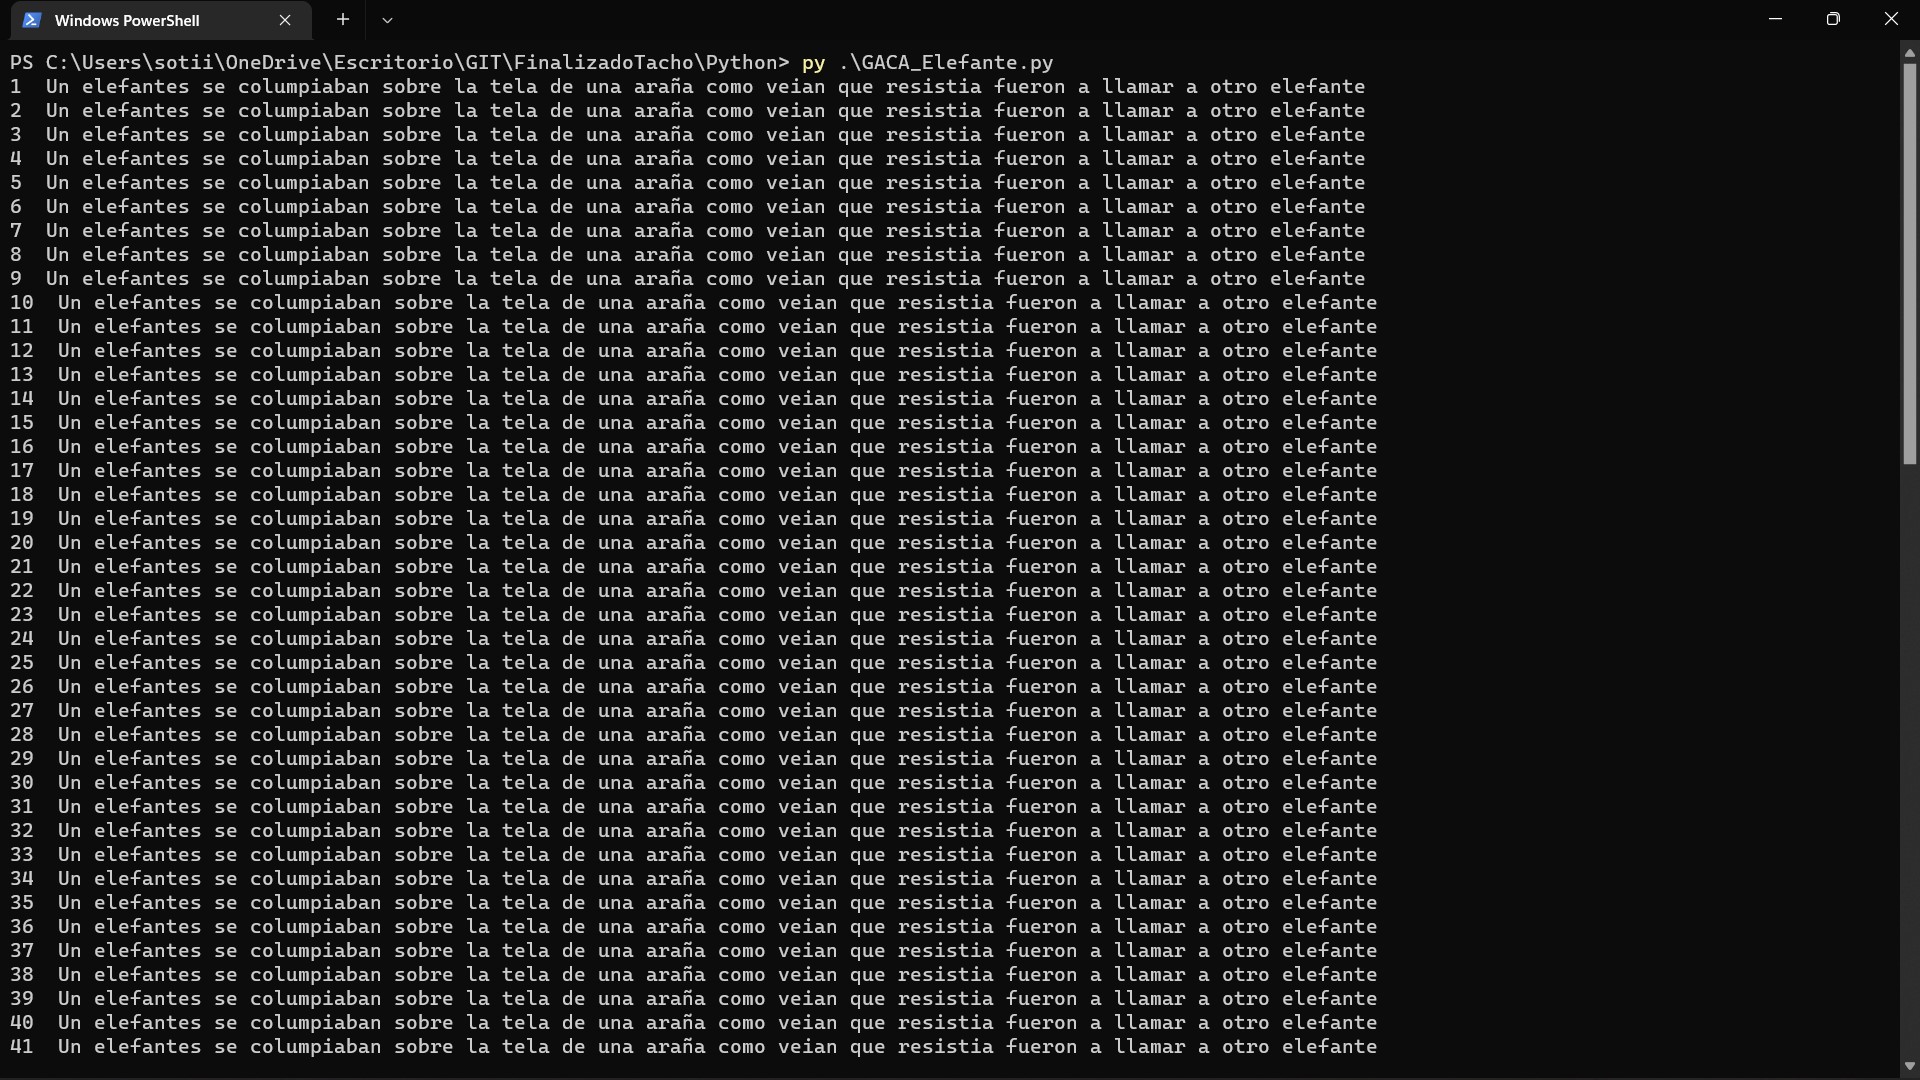 Windows PowerShell
PS C:\Users\sotii\OneDrive\Escritorio\GIT\FinalizadoTacho\Python> py .\GACA_Elefante.py
1  Un elefantes se columpiaban sobre la tela de una araña como veian que resistia fueron a llamar a otro elefante
2  Un elefantes se columpiaban sobre la tela de una araña como veian que resistia fueron a llamar a otro elefante
3  Un elefantes se columpiaban sobre la tela de una araña como veian que resistia fueron a llamar a otro elefante
4  Un elefantes se columpiaban sobre la tela de una araña como veian que resistia fueron a llamar a otro elefante
5  Un elefantes se columpiaban sobre la tela de una araña como veian que resistia fueron a llamar a otro elefante
6  Un elefantes se columpiaban sobre la tela de una araña como veian que resistia fueron a llamar a otro elefante
7  Un elefantes se columpiaban sobre la tela de una araña como veian que resistia fueron a llamar a otro elefante
8  Un elefantes se columpiaban sobre la tela de una araña como veian que resistia fueron a llamar a otro elefante
9  Un elefantes se columpiaban sobre la tela de una araña como veian que resistia fueron a llamar a otro elefante
10  Un elefantes se columpiaban sobre la tela de una araña como veian que resistia fueron a llamar a otro elefante
11  Un elefantes se columpiaban sobre la tela de una araña como veian que resistia fueron a llamar a otro elefante
12  Un elefantes se columpiaban sobre la tela de una araña como veian que resistia fueron a llamar a otro elefante
13  Un elefantes se columpiaban sobre la tela de una araña como veian que resistia fueron a llamar a otro elefante
14  Un elefantes se columpiaban sobre la tela de una araña como veian que resistia fueron a llamar a otro elefante
15  Un elefantes se columpiaban sobre la tela de una araña como veian que resistia fueron a llamar a otro elefante
16  Un elefantes se columpiaban sobre la tela de una araña como veian que resistia fueron a llamar a otro elefante
17  Un elefantes se columpiaban sobre la tela de una araña como veian que resistia fueron a llamar a otro elefante
18  Un elefantes se columpiaban sobre la tela de una araña como veian que resistia fueron a llamar a otro elefante
19  Un elefantes se columpiaban sobre la tela de una araña como veian que resistia fueron a llamar a otro elefante
20  Un elefantes se columpiaban sobre la tela de una araña como veian que resistia fueron a llamar a otro elefante
21  Un elefantes se columpiaban sobre la tela de una araña como veian que resistia fueron a llamar a otro elefante
22  Un elefantes se columpiaban sobre la tela de una araña como veian que resistia fueron a llamar a otro elefante
23  Un elefantes se columpiaban sobre la tela de una araña como veian que resistia fueron a llamar a otro elefante
24  Un elefantes se columpiaban sobre la tela de una araña como veian que resistia fueron a llamar a otro elefante
25  Un elefantes se columpiaban sobre la tela de una araña como veian que resistia fueron a llamar a otro elefante
26  Un elefantes se columpiaban sobre la tela de una araña como veian que resistia fueron a llamar a otro elefante
27  Un elefantes se columpiaban sobre la tela de una araña como veian que resistia fueron a llamar a otro elefante
28  Un elefantes se columpiaban sobre la tela de una araña como veian que resistia fueron a llamar a otro elefante
29  Un elefantes se columpiaban sobre la tela de una araña como veian que resistia fueron a llamar a otro elefante
30  Un elefantes se columpiaban sobre la tela de una araña como veian que resistia fueron a llamar a otro elefante
31  Un elefantes se columpiaban sobre la tela de una araña como veian que resistia fueron a llamar a otro elefante
32  Un elefantes se columpiaban sobre la tela de una araña como veian que resistia fueron a llamar a otro elefante
33  Un elefantes se columpiaban sobre la tela de una araña como veian que resistia fueron a llamar a otro elefante
34  Un elefantes se columpiaban sobre la tela de una araña como veian que resistia fueron a llamar a otro elefante
35  Un elefantes se columpiaban sobre la tela de una araña como veian que resistia fueron a llamar a otro elefante
36  Un elefantes se columpiaban sobre la tela de una araña como veian que resistia fueron a llamar a otro elefante
37  Un elefantes se columpiaban sobre la tela de una araña como veian que resistia fueron a llamar a otro elefante
38  Un elefantes se columpiaban sobre la tela de una araña como veian que resistia fueron a llamar a otro elefante
39  Un elefantes se columpiaban sobre la tela de una araña como veian que resistia fueron a llamar a otro elefante
40  Un elefantes se columpiaban sobre la tela de una araña como veian que resistia fueron a llamar a otro elefante
41  Un elefantes se columpiaban sobre la tela de una araña como veian que resistia fueron a llamar a otro elefante